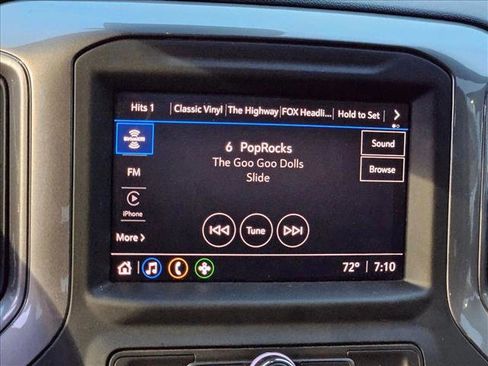 Hits 1 Classic Vinyl The Highway FOX Headli... Hold to Set >
SiriusXM
6 PopRocks
The Goo Goo Dolls
Slide
Sound
FM
Browse
iPhone
Tune
More >
72° 7:10